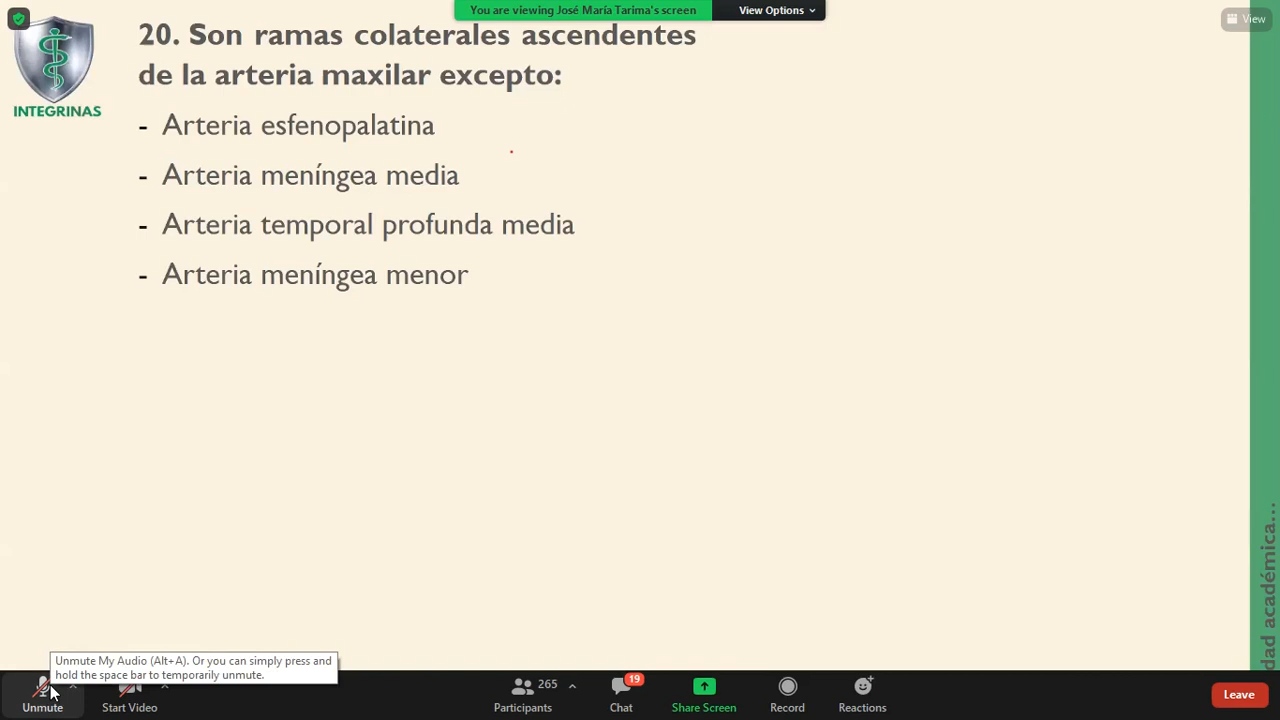 You are viewing José María Tarima's screen
View Options
View
INTEGRINAS
20. Son ramas colaterales ascendentes
de la arteria maxilar excepto:
- Arteria esfenopalatina
- Arteria meníngea media
- Arteria temporal profunda media
- Arteria meníngea menor
dad académica...
Unmute My Audio (Alt+A). Or you can simply press and
hold the space bar to temporarily unmute.
Unmute
Start Video
265
Participants
19
Chat
Share Screen
Record
Reactions
Leave